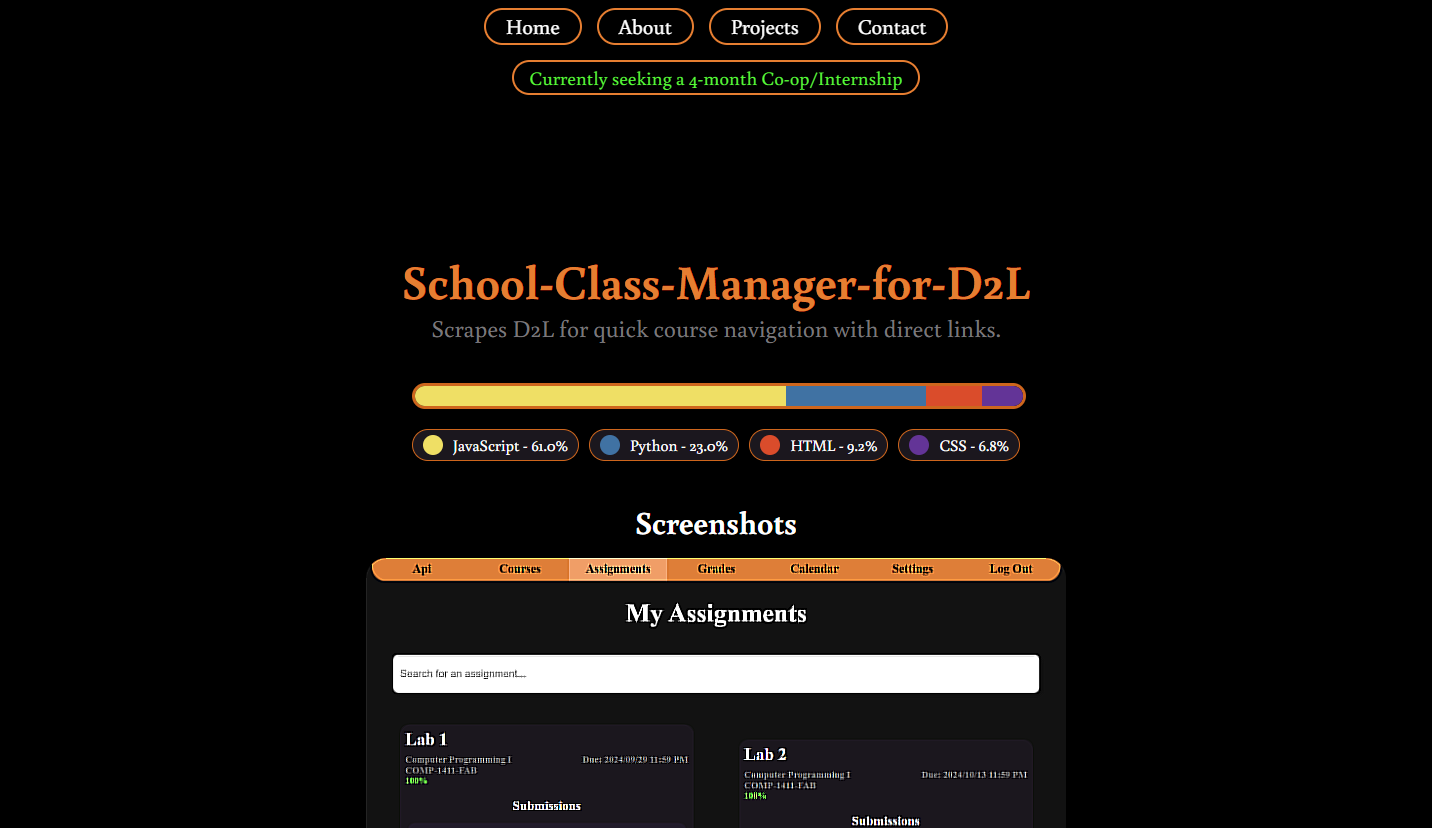 Home About Projects Contact
Currently seeking a 4-month Co-op/Internship
School-Class-Manager-for-D2L
Scrapes D2L for quick course navigation with direct links.
JavaScript - 61.0% Python - 23.0% HTML - 9.2% CSS - 6.8%
Screenshots
Api Courses Assignments Grades Calendar Settings Log Out
My Assignments
Search for an assignment...
Lab 1
Computer Programming I Due: 2024/09/29 11:59 PM
COMP-1411-FAB
100%
Submissions
Lab 2
Computer Programming I Due: 2024/10/13 11:59 PM
COMP-1411-FAB
100%
Submissions